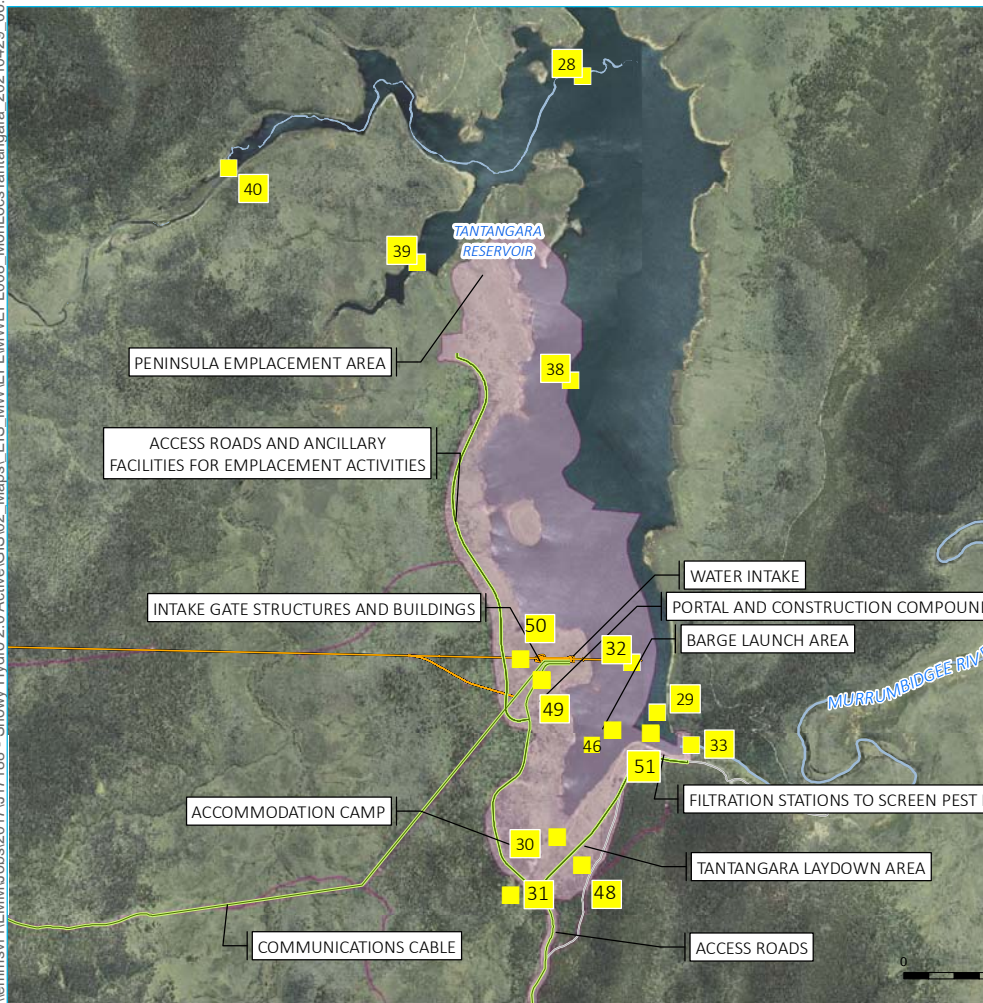 28
40
TANTANGARA
RESERVOIR
39
PENINSULA EMPLACEMENT AREA
38
ACCESS ROADS AND ANCILLARY
FACILITIES FOR EMPLACEMENT ACTIVITIES
WATER INTAKE
INTAKE GATE STRUCTURES AND BUILDINGS
PORTAL AND CONSTRUCTION COMPOUN
50
32
BARGE LAUNCH AREA
MURRUMBIDGEE RIV
49
29
46
33
51
FILTRATION STATIONS TO SCREEN PEST
ACCOMMODATION CAMP
30
TANTANGARA LAYDOWN AREA
31
48
COMMUNICATIONS CABLE
ACCESS ROADS
0